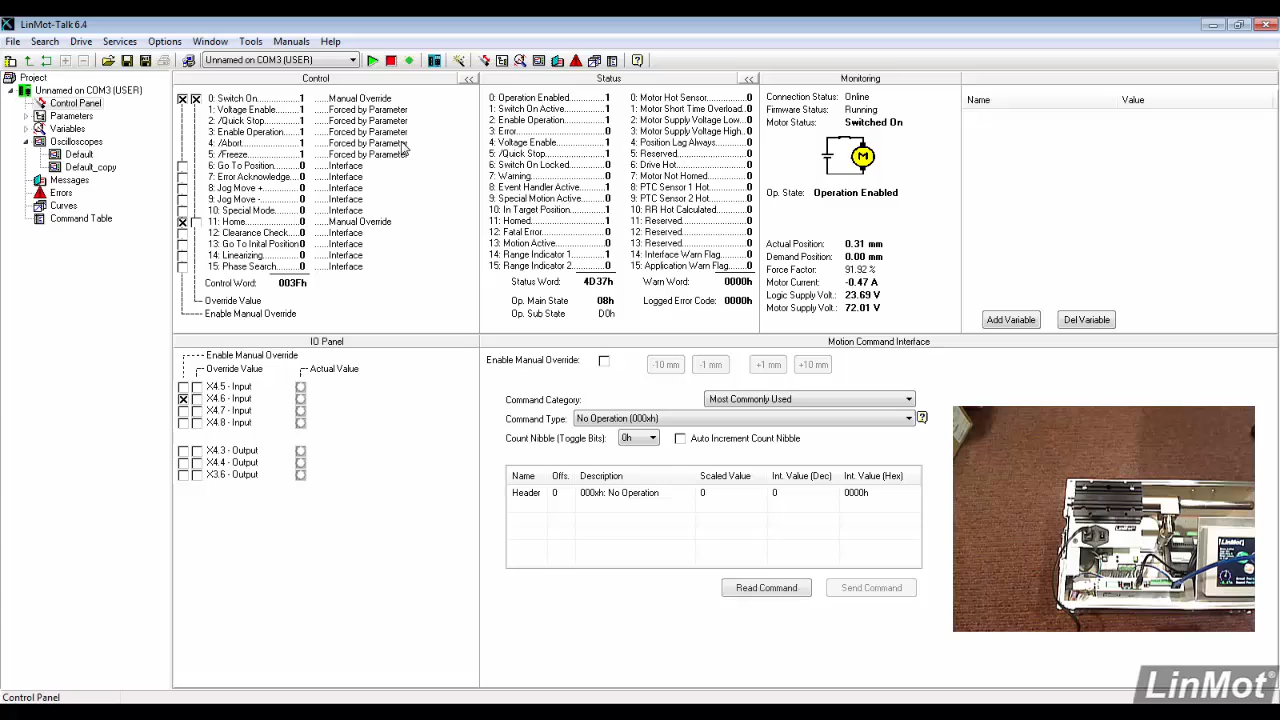 LinMot-Talk 6.4
File Search Drive Services Options Window Tools Manuals Help
Unnamed on COM3 (USER)
Project
Unnamed on COM3 (USER)
Control Panel
Parameters
Variables
Oscilloscopes
Default
Default_copy
Messages
Errors
Curves
Command Table
Control <<
0: Switch On..............1 ......Manual Override
1: Voltage Enable......1 ......Forced by Parameter
2: /Quick Stop...........1 ......Forced by Parameter
3: Enable Operation...1 ......Forced by Parameter
4: /Abort....................1 ......Forced by Parameter
5: /Freeze.................1 ......Forced by Parameter
6: Go To Position.......0 ......Interface
7: Error Acknowledge...0 ......Interface
8: Jog Move +...........0 ......Interface
9: Jog Move -............0 ......Interface
10: Special Mode.......0 ......Interface
11: Home..................0 ......Manual Override
12: Clearance Check...0 ......Interface
13: Go To Inital Position0 ......Interface
14: Linearizing............0 ......Interface
15: Phase Search.......0 ......Interface
Control Word: 003Fh
Override Value
Enable Manual Override
Status <<
0: Operation Enabled.......1
1: Switch On Active.........1
2: Enable Operation.........1
3: Error...........................0
4: Voltage Enable............1
5: /Quick Stop.................1
6: Switch On Locked........0
7: Warning......................0
8: Event Handler Active....1
9: Special Motion Active...0
10: In Target Position.......1
11: Homed......................1
12: Fatal Error.................0
13: Motion Active.............0
14: Range Indicator 1.......1
15: Range Indicator 2.......0
Status Word: 4D37h
Op. Main State 08h
Op. Sub State D0h
0: Motor Hot Sensor..........0
1: Motor Short Time Overload..0
2: Motor Supply Voltage Low..0
3: Motor Supply Voltage High..0
4: Position Lag Always.......0
5: Reserved.....................0
6: Drive Hot......................0
7: Motor Not Homed..........0
8: PTC Sensor 1 Hot.........0
9: PTC Sensor 2 Hot.........0
10: RR Hot Calculated.......0
11: Reserved...................0
12: Reserved...................0
13: Reserved...................0
14: Interface Warn Flag.....0
15: Application Warn Flag...0
Warn Word: 0000h
Logged Error Code: 0000h
Monitoring
Connection Status: Online
Firmware Status: Running
Motor Status: Switched On
M
Op. State: Operation Enabled
Actual Position: 0.31 mm
Demand Position: 0.00 mm
Force Factor: 91.92 %
Motor Current: -0.47 A
Logic Supply Volt.: 23.69 V
Motor Supply Volt.: 72.01 V
Name Value
Add Variable Del Variable
IO Panel
Enable Manual Override
Override Value Actual Value
X4.5 - Input
X4.6 - Input
X4.7 - Input
X4.8 - Input
X4.3 - Output
X4.4 - Output
X3.6 - Output
Motion Command Interface
Enable Manual Override: -10 mm -1 mm +1 mm +10 mm
Command Category: Most Commonly Used
Command Type: No Operation (000xh)
Count Nibble (Toggle Bits): 0h Auto Increment Count Nibble
Name Offs. Description Scaled Value Int. Value (Dec) Int. Value (Hex)
Header 0 000xh: No Operation 0 0 0000h
Read Command Send Command
LinMot
LinMot
Control Panel
LinMot®